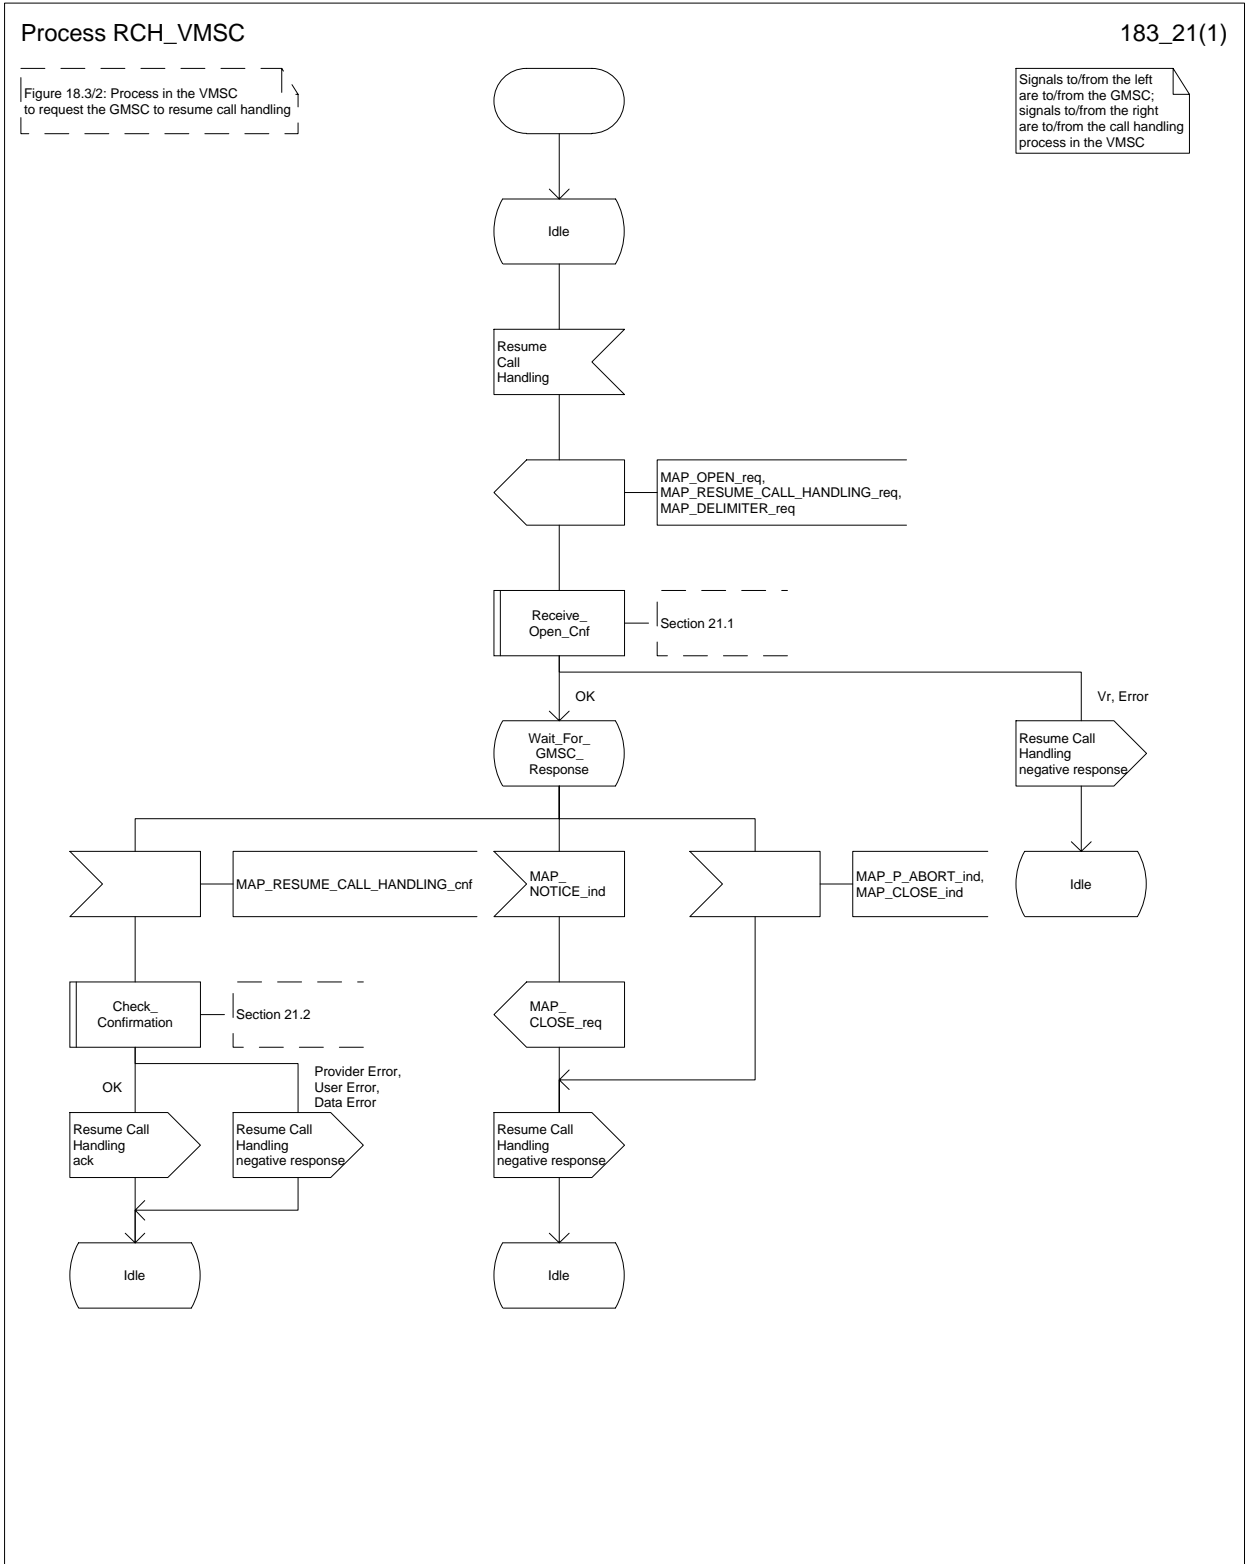 Process RCH_VMSC
183_21(1)
Figure 18.3/2: Process in the VMSC
to request the GMSC to resume call handling
Signals to/from the left
are to/from the GMSC;
signals to/from the right
are to/from the call handling
process in the VMSC
Idle
Resume
Call
Handling
MAP_OPEN_req,
MAP_RESUME_CALL_HANDLING_req,
MAP_DELIMITER_req
Receive_
Open_Cnf
Section 21.1
OK
Vr, Error
Wait_For_
GMSC_
Response
Resume Call
Handling
negative response
MAP_RESUME_CALL_HANDLING_cnf
MAP_
NOTICE_ind
MAP_P_ABORT_ind,
MAP_CLOSE_ind
Idle
Check_
Confirmation
Section 21.2
MAP_
CLOSE_req
OK
Provider Error,
User Error,
Data Error
Resume Call
Handling
ack
Resume Call
Handling
negative response
Resume Call
Handling
negative response
Idle
Idle